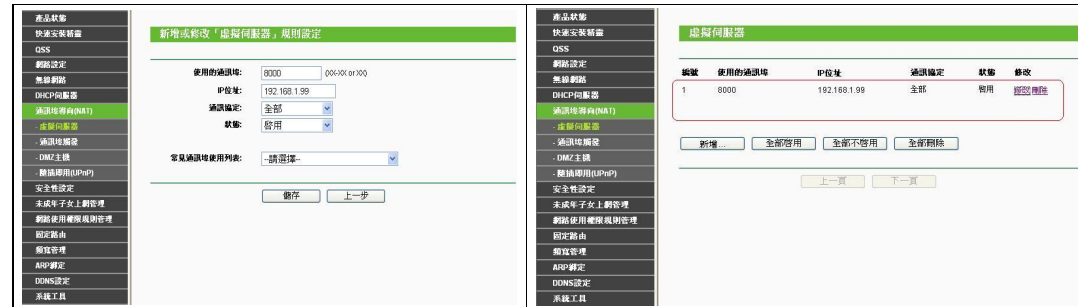 產品狀態
快速安裝精靈
QSS
網路設定
無線網路
DHCP伺服器
通訊埠導向(NAT)
- 虛擬伺服器
- 通訊埠觸發
- DMZ主機
- 隨插即用(UPnP)
安全性設定
未成年子女上網管理
網路使用權限規則管理
固定路由
頻寬管理
ARP綁定
DDNS設定
系統工具
新增或修改「虛擬伺服器」規則設定
使用的通訊埠: 8000 (XX-XX or XX)
IP位址: 192.168.1.99
通訊協定: 全部
狀態: 啓用
常見通訊埠使用列表: --請選擇--
儲存 上一步
產品狀態
快速安裝精靈
QSS
網路設定
無線網路
DHCP伺服器
通訊埠導向(NAT)
- 虛擬伺服器
- 通訊埠觸發
- DMZ主機
- 隨插即用(UPnP)
安全性設定
未成年子女上網管理
網路使用權限規則管理
固定路由
頻寬管理
ARP綁定
DDNS設定
系統工具
虛擬伺服器
編號 使用的通訊埠 IP位址 通訊協定 狀態 修改
1 8000 192.168.1.99 全部 啓用 修改 刪除
新增... 全部啓用 全部不啓用 全部刪除
上一頁 下一頁